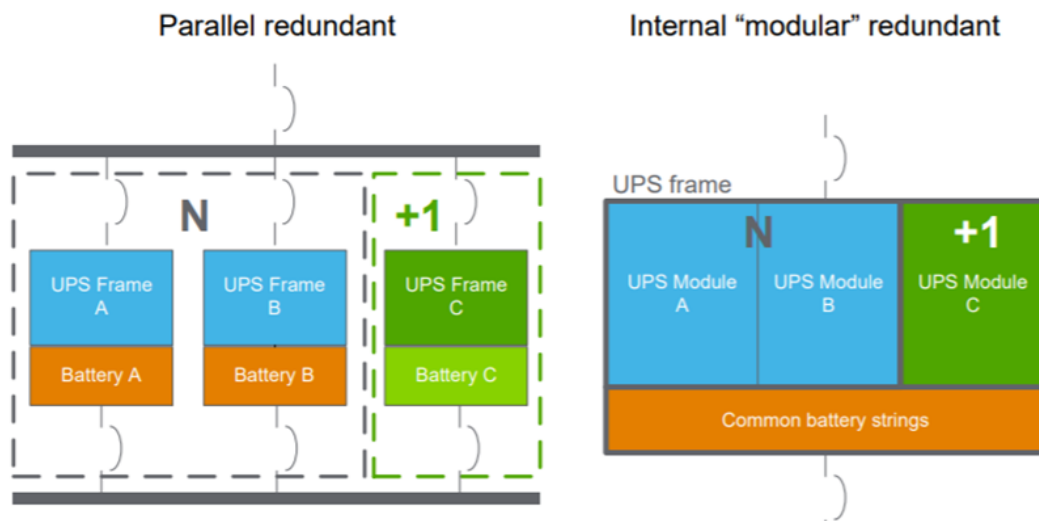 Parallel redundant
Internal “modular” redundant
N
+1
UPS Frame
A
UPS Frame
B
UPS Frame
C
Battery A
Battery B
Battery C
UPS frame
N
+1
UPS Module
A
UPS Module
B
UPS Module
C
Common battery strings